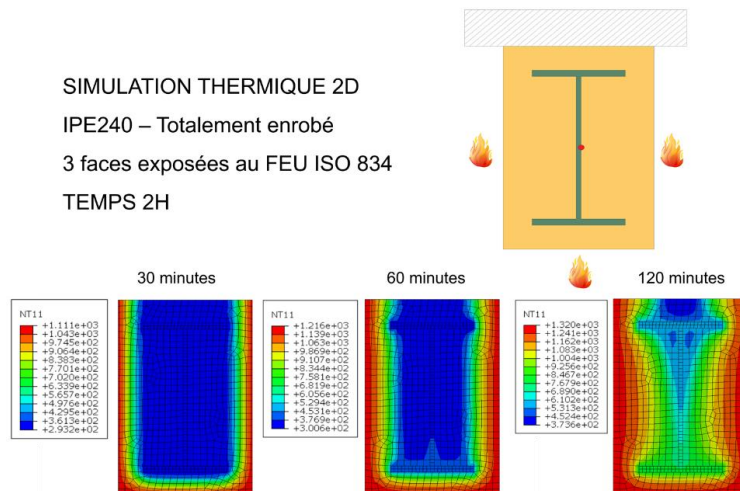 SIMULATION THERMIQUE 2D
IPE240 – Totalement enrobé
3 faces exposées au FEU ISO 834
TEMPS 2H
30 minutes
60 minutes
120 minutes
NT11
+1.111e+03
+1.043e+03
+9.745e+02
+9.064e+02
+8.383e+02
+7.701e+02
+7.020e+02
+6.339e+02
+5.657e+02
+4.976e+02
+4.295e+02
+3.613e+02
+2.932e+02
NT11
+1.216e+03
+1.139e+03
+1.063e+03
+9.869e+02
+9.107e+02
+8.344e+02
+7.581e+02
+6.819e+02
+6.056e+02
+5.294e+02
+4.531e+02
+3.769e+02
+3.006e+02
NT11
+1.320e+03
+1.241e+03
+1.162e+03
+1.083e+03
+1.004e+03
+9.256e+02
+8.467e+02
+7.679e+02
+6.890e+02
+6.102e+02
+5.313e+02
+4.524e+02
+3.736e+02